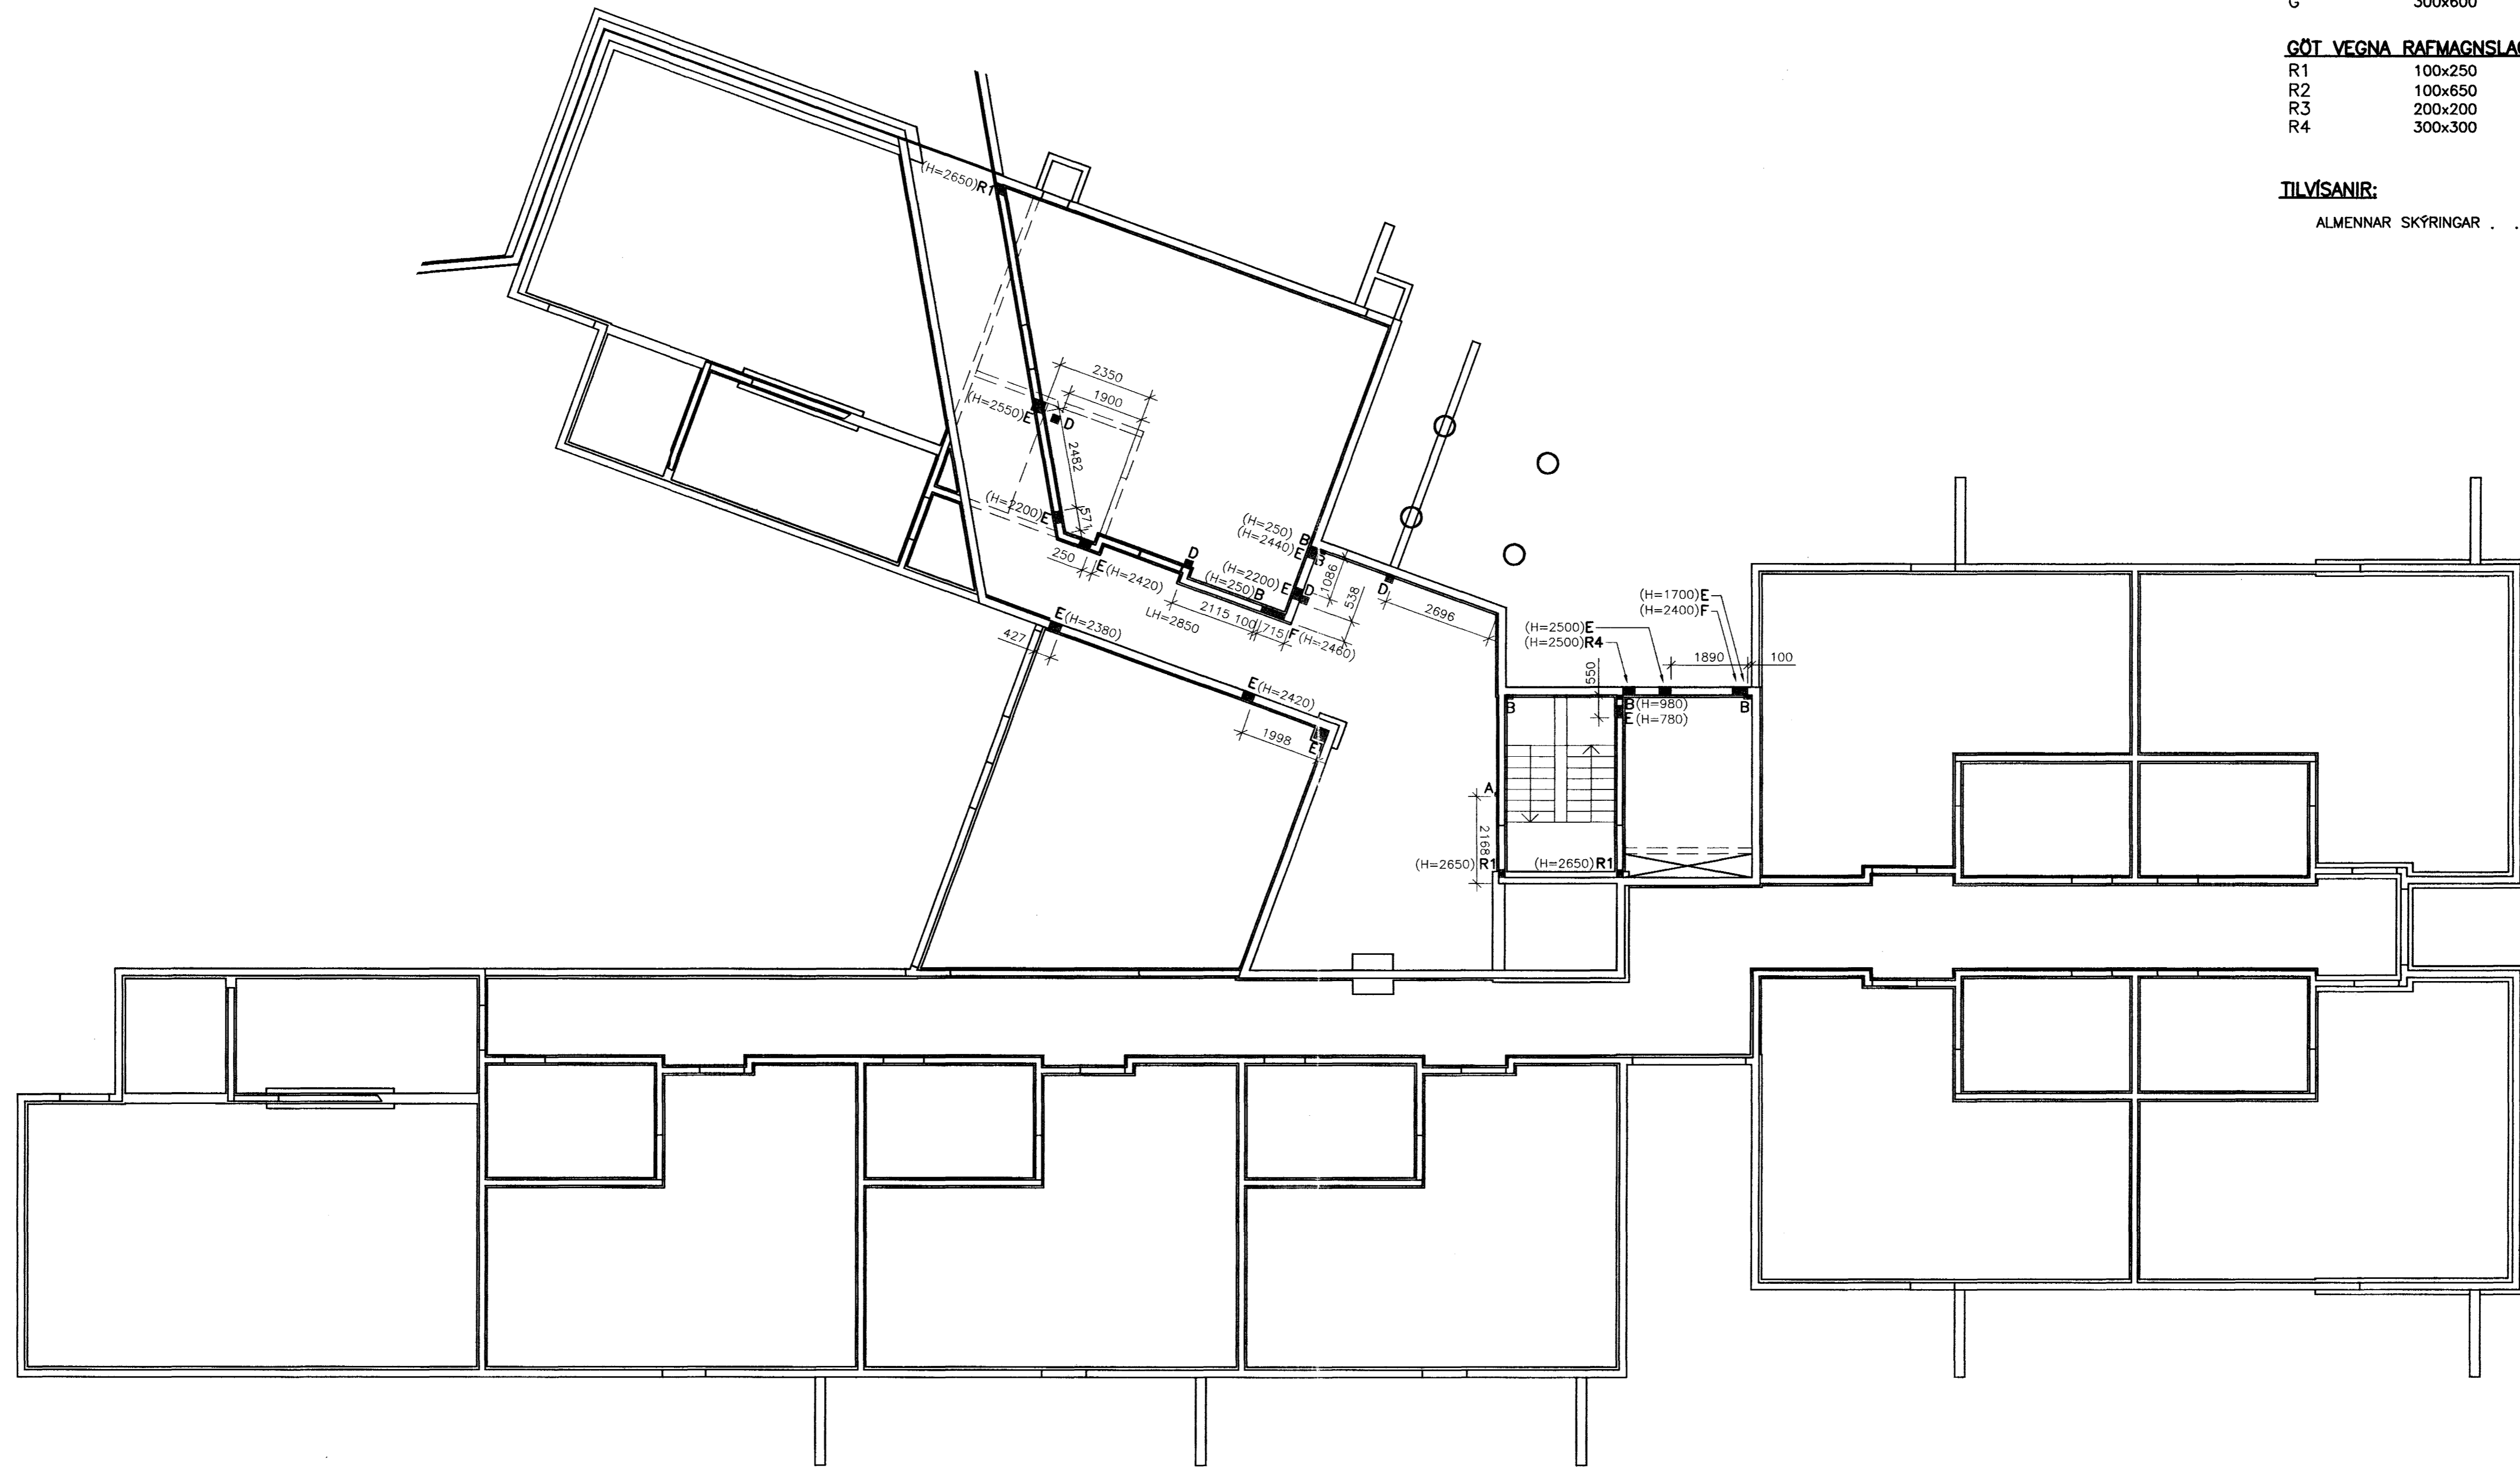 G 300x600
GÖT VEGNA RAFMAGNSLA
R1 100x250
R2 100x650
R3 200x200
R4 300x300
TILVÍSANIR:
ALMENNAR SKÝRINGAR . .
(H=2650)R1
2350
1900
(H=2550)E
D
2482
(H=2200)E
571
250
E(H=2420)
D
(H=250) B
(H=2440)E
B
(H=2200)E
D
(H=250)B
1086
538
D
2696
2115 100 715
LH=2850
F(H=2460)
E(H=2380)
427
E(H=2420)
1998
E
(H=1700)E
(H=2400)F
(H=2500)E
(H=2500)R4
1890 100
550
B
B(H=980)
E(H=780)
B
A
2168
(H=2650)R1
(H=2650)R1